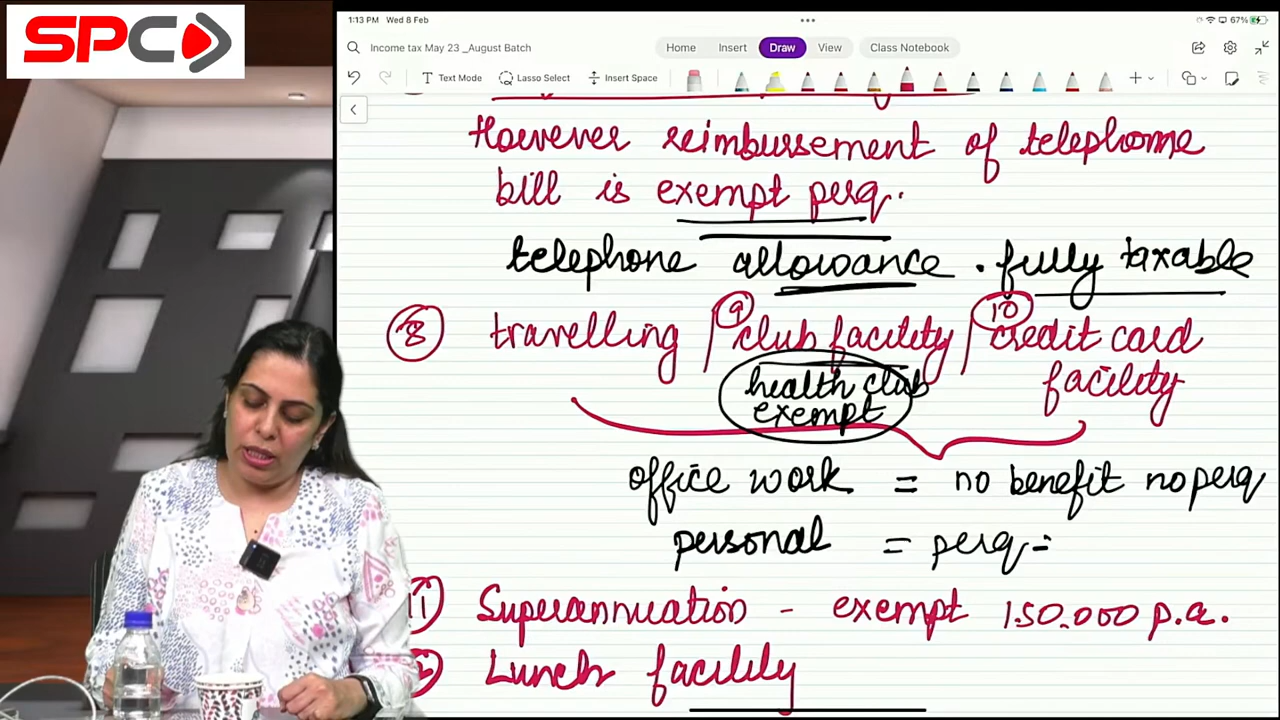 SPC
1:13 PM Wed 8 Feb
67%
Income tax May 23 _August Batch
Home Insert Draw View Class Notebook
Text Mode Lasso Select Insert Space
However reimbursement of telephone
bill is exempt perq.
telephone allowance . fully taxable
8 travelling | 9 club facility | 10 credit card
facility
health club
exempt
office work = no benefit no perq
personal = perq =
11 Superannuation - exempt 1.50.000 p.a.
Lunch facility